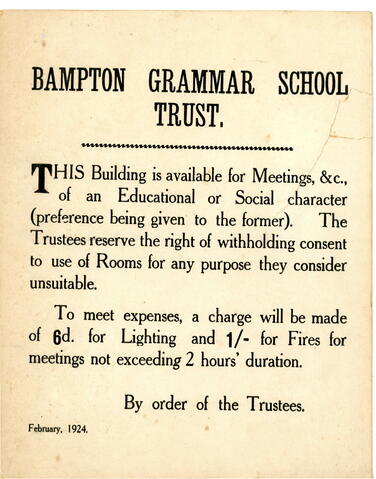 BAMPTON GRAMMAR SCHOOL
TRUST.
THIS Building is available for Meetings, &c.,
of an Educational or Social character
(preference being given to the former). The
Trustees reserve the right of withholding consent
to use of Rooms for any purpose they consider
unsuitable.
To meet expenses, a charge will be made
of 6d. for Lighting and 1/- for Fires for
meetings not exceeding 2 hours' duration.
By order of the Trustees.
February, 1924.